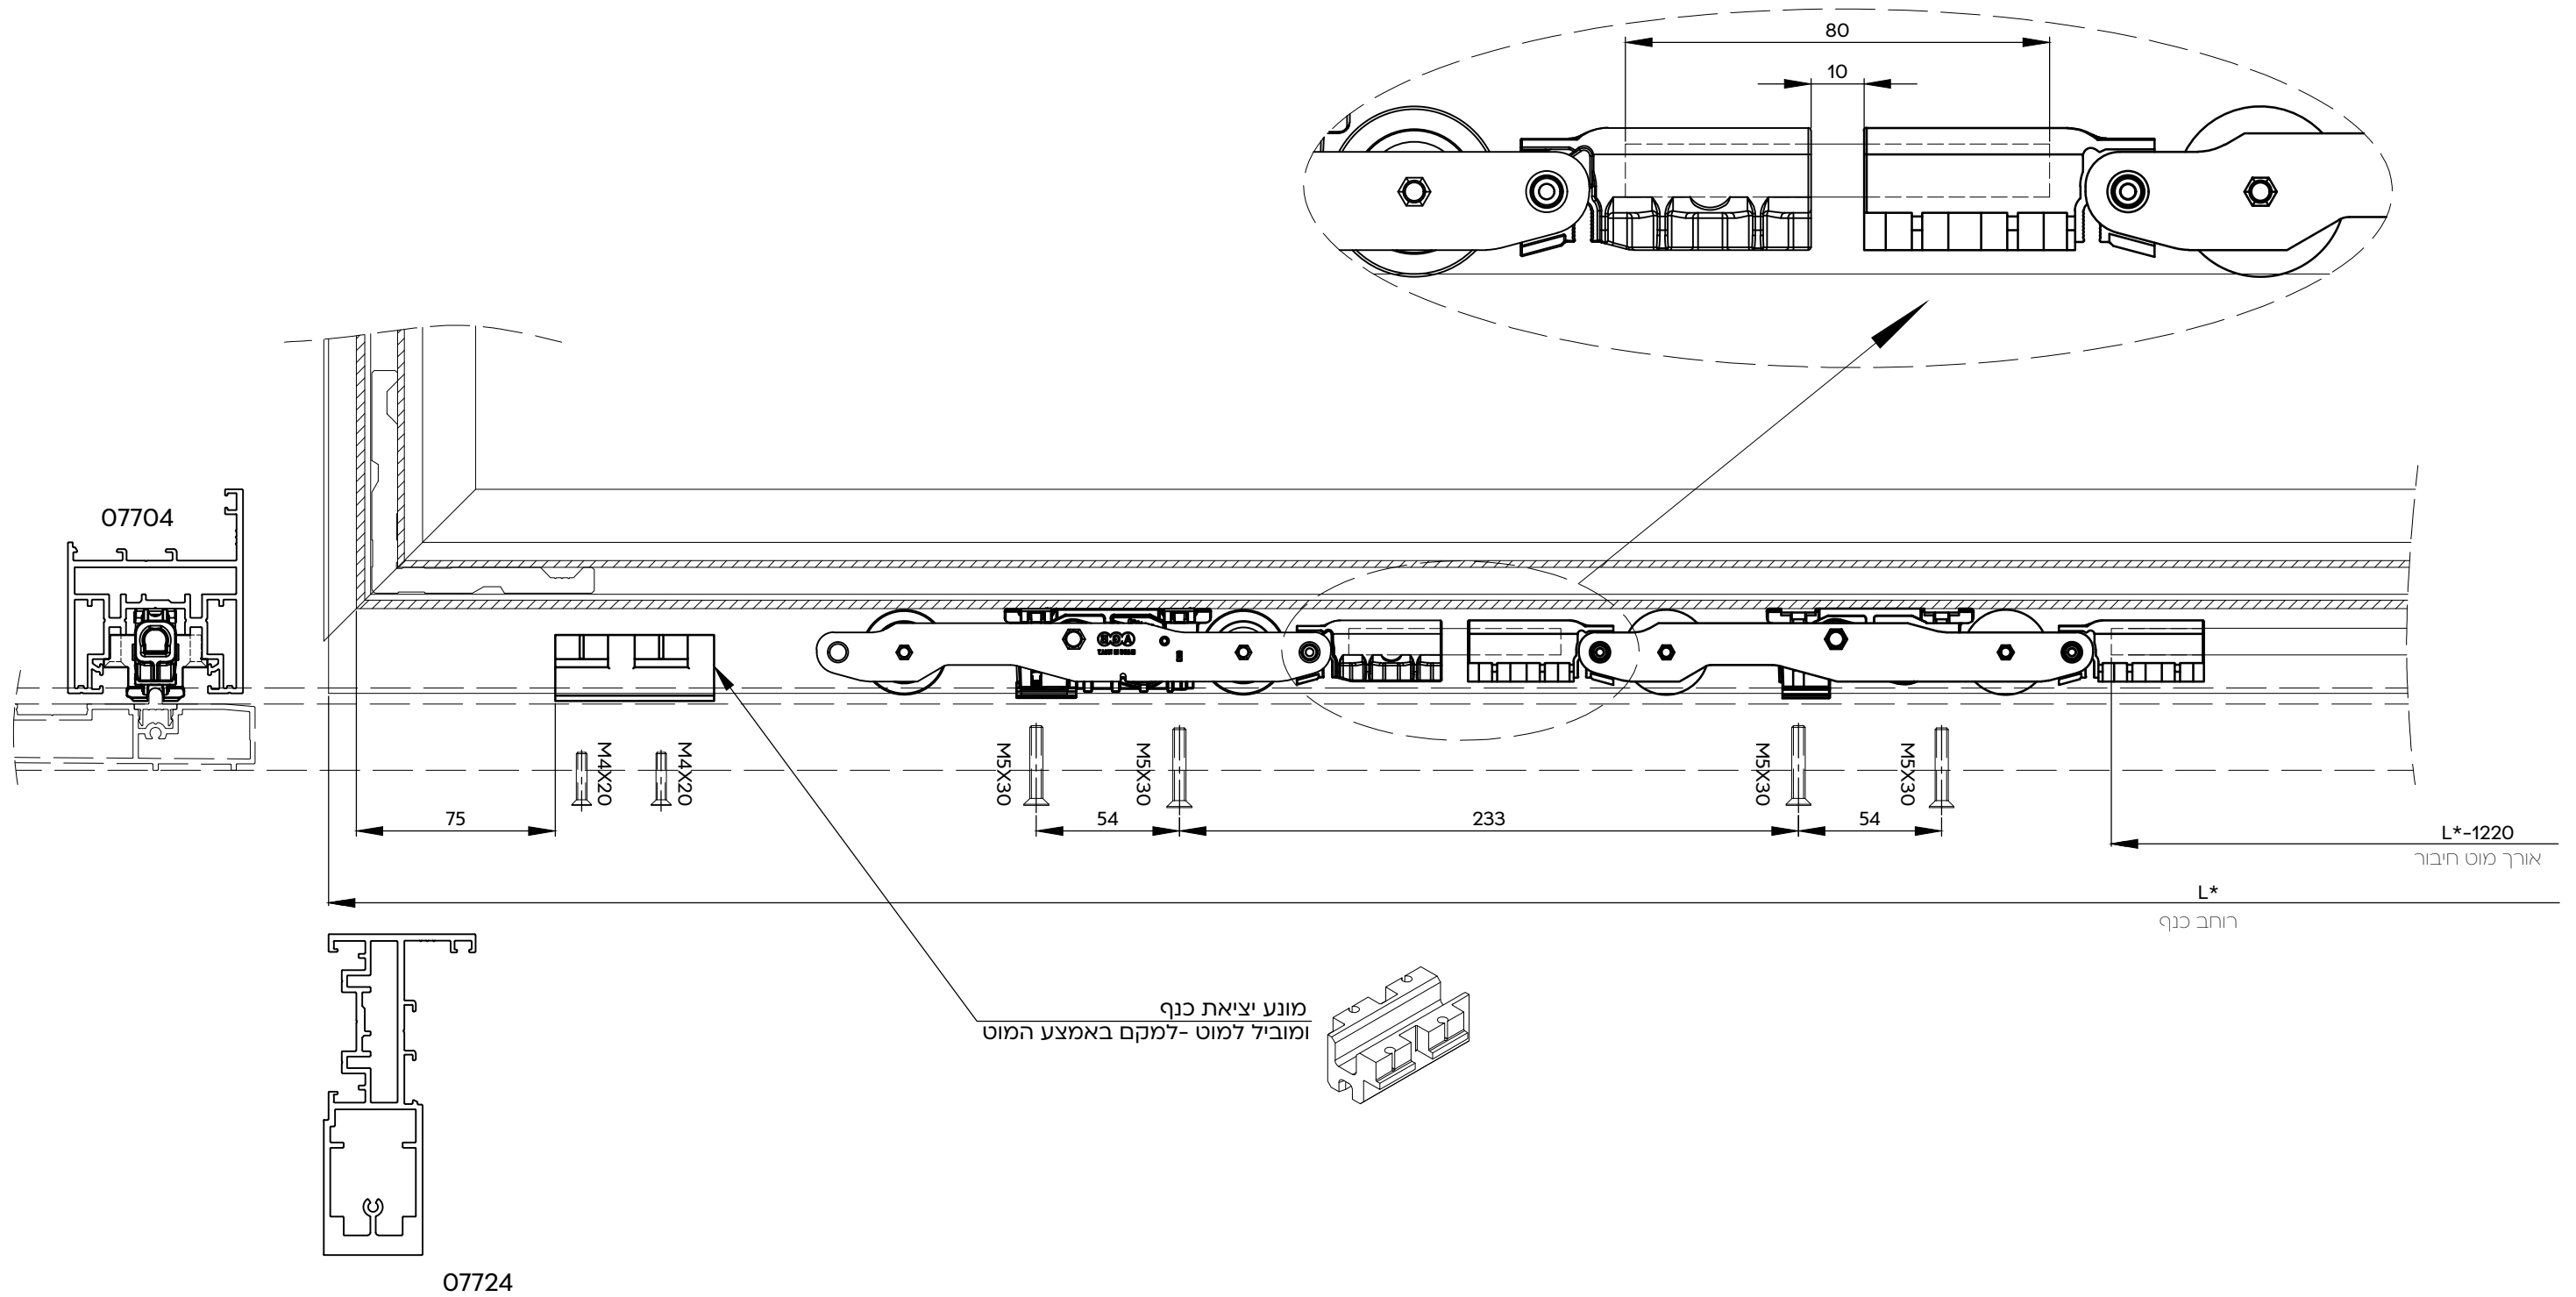 80
10
07704
M4X20
M4X20
M5X30
M5X30
M5X30
M5X30
75
54
233
54
L*-1220
אורך מוט חיבור
L*
רוחב כנף
מונע יציאת כנף
ומוביל למוט -למקם באמצע המוט
07724